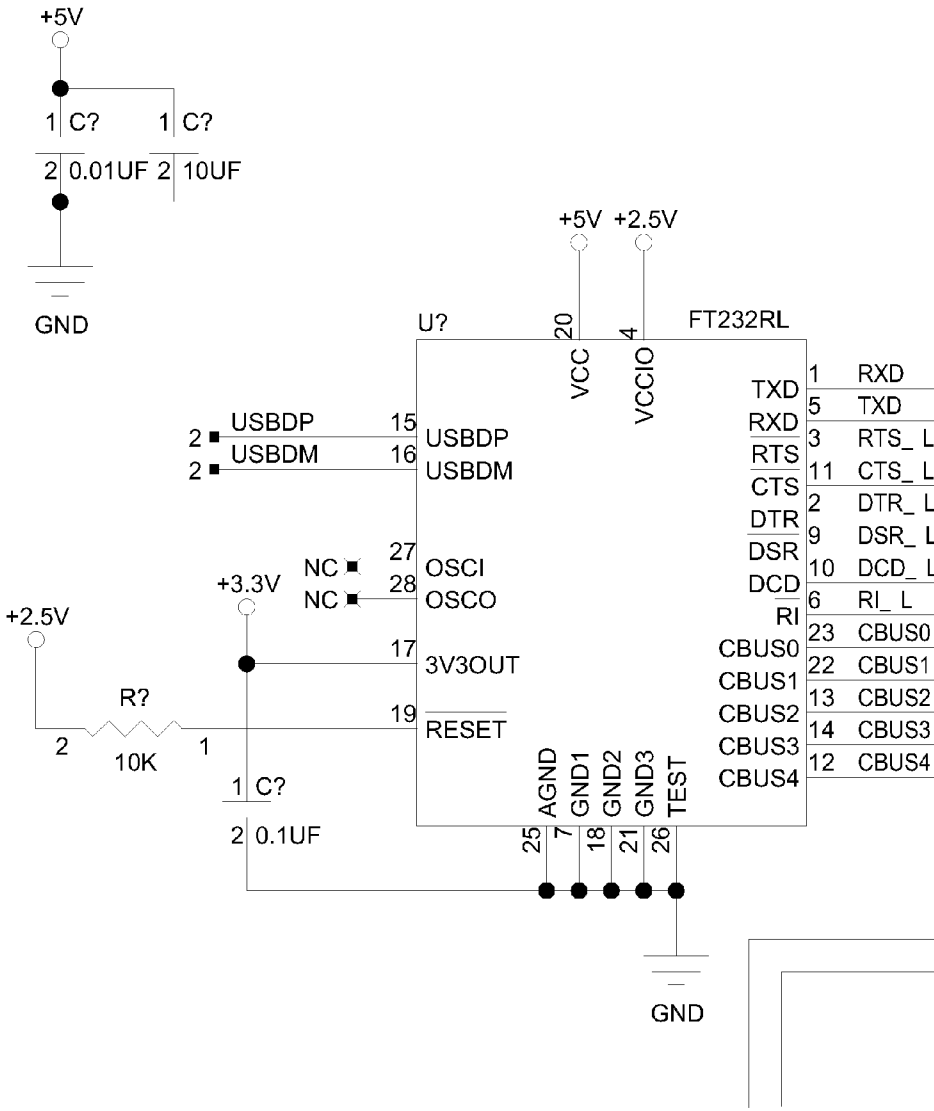 +5V
1 C? 1 C?
2 0.01UF 2 10UF
GND
+5V +2.5V
U? 20 4 FT232RL
VCC VCCIO
TXD 1 RXD
RXD 5 TXD
RTS 3 RTS_ L
CTS 11 CTS_ L
DTR 2 DTR_ L
DSR 9 DSR_ L
DCD 10 DCD_ L
RI 6 RI_ L
CBUS0 23 CBUS0
CBUS1 22 CBUS1
CBUS2 13 CBUS2
CBUS3 14 CBUS3
CBUS4 12 CBUS4
2 USBDP 15 USBDP
2 USBDM 16 USBDM
NC 27 OSCI
NC 28 OSCO
+3.3V
17 3V3OUT
+2.5V
R?
2 10K 1
19 RESET
1 C?
2 0.1UF
AGND GND1 GND2 GND3 TEST
25 7 18 21 26
GND